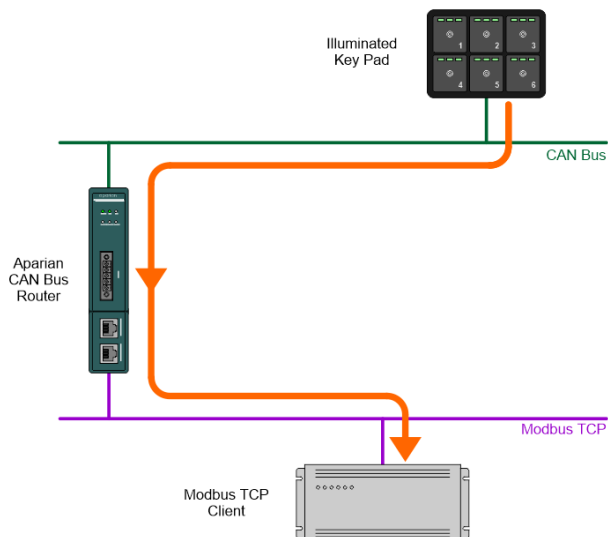 Illuminated
Key Pad
1
2
3
4
5
6
CAN Bus
Aparian
CAN Bus
Router
Modbus TCP
Modbus TCP
Client